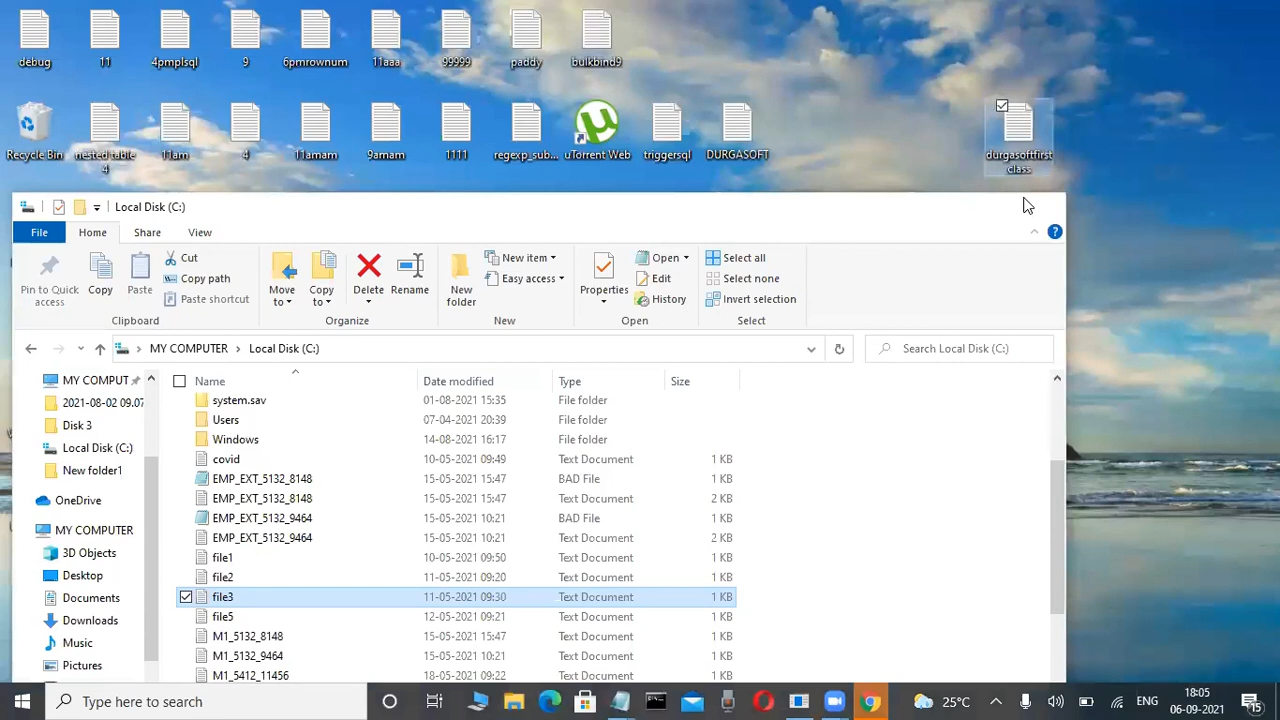 debug 11 4pmplsql 9 6pmrownum 11aaa 99999 paddy bulkbind9
Recycle Bin nested table 4 11am 4 11amam 9amam 1111 regexp_sub... uTorrent Web triggersql DURGASOFT durgasoftfirst class
Local Disk (C:)
File Home Share View
Pin to Quick access Copy Paste Cut Copy path Paste shortcut Move to Copy to Delete Rename New folder New item Easy access Properties Open Edit History Select all Select none Invert selection
Clipboard Organize New Open Select
MY COMPUTER Local Disk (C:) Search Local Disk (C:)
MY COMPUT
2021-08-02 09.07
Disk 3
Local Disk (C:)
New folder1
OneDrive
MY COMPUTER
3D Objects
Desktop
Documents
Downloads
Music
Pictures
Name Date modified Type Size
system.sav 01-08-2021 15:35 File folder
Users 07-04-2021 20:39 File folder
Windows 14-08-2021 16:17 File folder
covid 10-05-2021 09:49 Text Document 1 KB
EMP_EXT_5132_8148 15-05-2021 15:47 BAD File 1 KB
EMP_EXT_5132_8148 15-05-2021 15:47 Text Document 2 KB
EMP_EXT_5132_9464 15-05-2021 10:21 BAD File 1 KB
EMP_EXT_5132_9464 15-05-2021 10:21 Text Document 2 KB
file1 10-05-2021 09:50 Text Document 1 KB
file2 11-05-2021 09:20 Text Document 1 KB
file3 11-05-2021 09:30 Text Document 1 KB
file5 12-05-2021 09:21 Text Document 1 KB
M1_5132_8148 15-05-2021 15:47 Text Document 1 KB
M1_5132_9464 15-05-2021 10:21 Text Document 1 KB
M1_5412_11456 18-05-2021 09:22 Text Document 1 KB
Type here to search
25°C ENG 18:05
06-09-2021 15